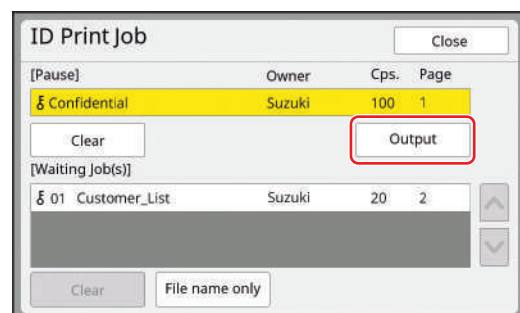 ID Print Job Close
[Pause] Owner Cps. Page
Confidential Suzuki 100 1
Clear Output
[Waiting Job(s)]
01 Customer_List Suzuki 20 2
Clear File name only